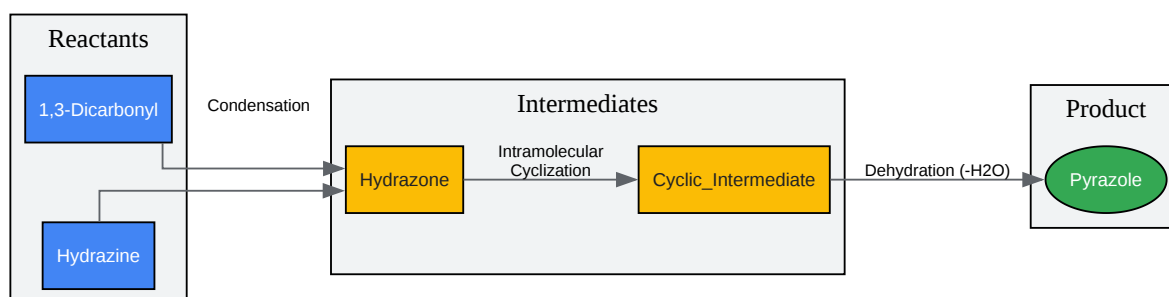 Reactants
1,3-Dicarbonyl
Hydrazine
Condensation
Intermediates
Hydrazone
Intramolecular
Cyclization
Cyclic_Intermediate
Dehydration (-H2O)
Product
Pyrazole